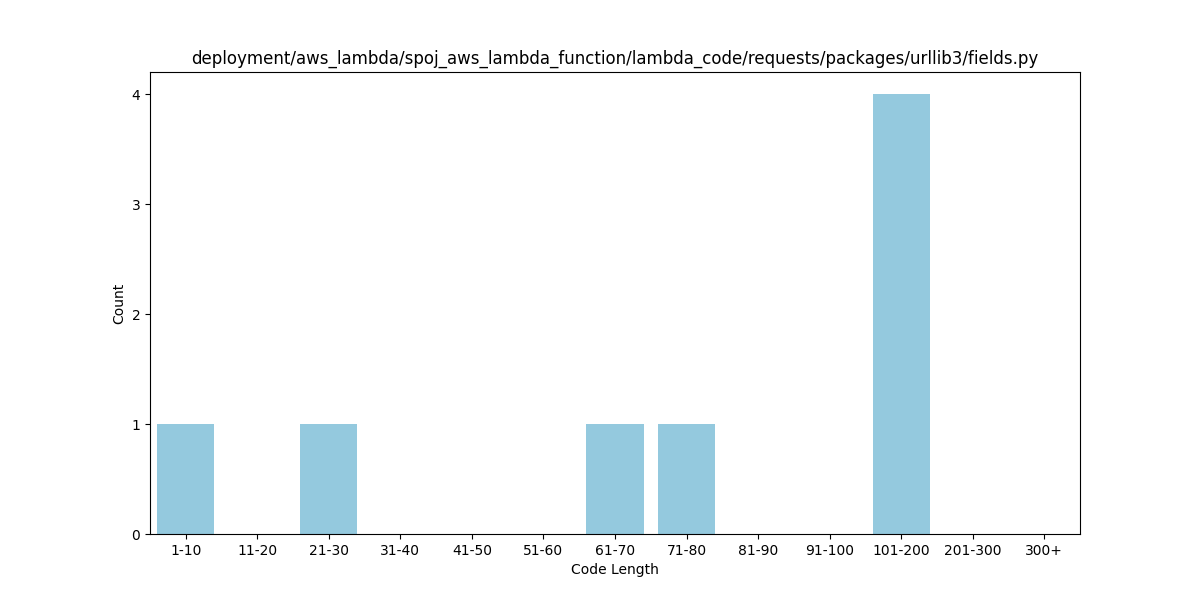 deployment/aws_lambda/spoj_aws_lambda_function/lambda_code/requests/packages/urllib3/fields.py
4
3
2
1
0
Count
1-10 11-20 21-30 31-40 41-50 51-60 61-70 71-80 81-90 91-100 101-200 201-300 300+
Code Length